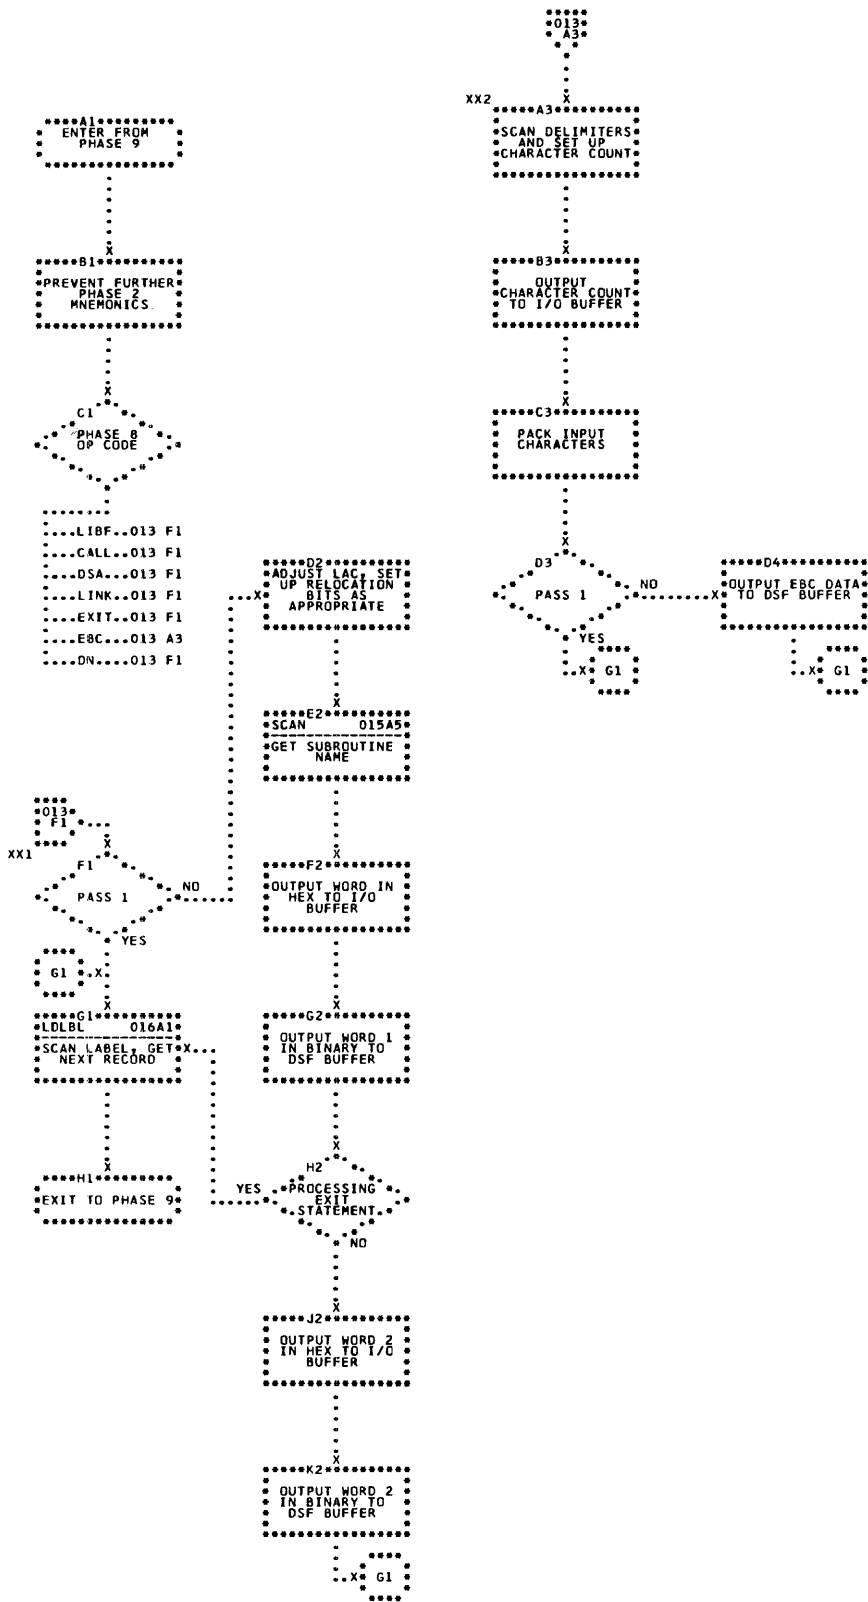 A1
ENTER FROM
PHASE 9
B1
PREVENT FURTHER
PHASE 2
MNEMONICS
C1
PHASE 8
OP CODE
LIBF..013 F1
CALL..013 F1
DSA...013 F1
LINK..013 F1
EXIT..013 F1
EBC...013 A3
DN....013 F1
013
F1
XX1
F1
PASS 1
NO
YES
G1
G1
LDLBL 016A1
SCAN LABEL, GET
NEXT RECORD
H1
EXIT TO PHASE 9
D2
ADJUST LAC, SET
UP RELOCATION
BITS AS
APPROPRIATE
E2
SCAN 015A5
GET SUBROUTINE
NAME
F2
OUTPUT WORD IN
HEX TO I/O
BUFFER
G2
OUTPUT WORD 1
IN BINARY TO
DSF BUFFER
H2
PROCESSING
EXIT
STATEMENT
YES
NO
J2
OUTPUT WORD 2
IN HEX TO I/O
BUFFER
K2
OUTPUT WORD 2
IN BINARY TO
DSF BUFFER
G1
013
A3
XX2
A3
SCAN DELIMITERS
AND SET UP
CHARACTER COUNT
B3
OUTPUT
CHARACTER COUNT
TO I/O BUFFER
C3
PACK INPUT
CHARACTERS
D3
PASS 1
NO
YES
G1
D4
OUTPUT EBC DATA
TO DSF BUFFER
G1